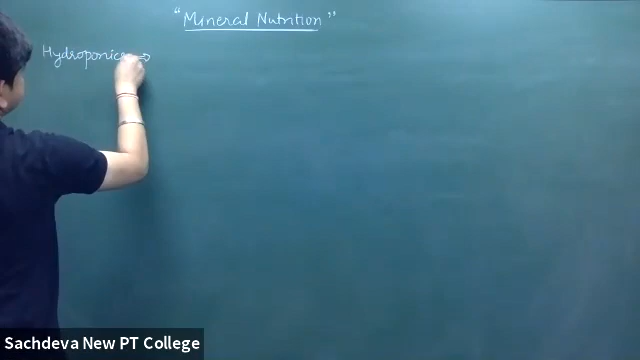 "Mineral Nutrition"
Hydroponics ⇒
Sachdeva New PT College